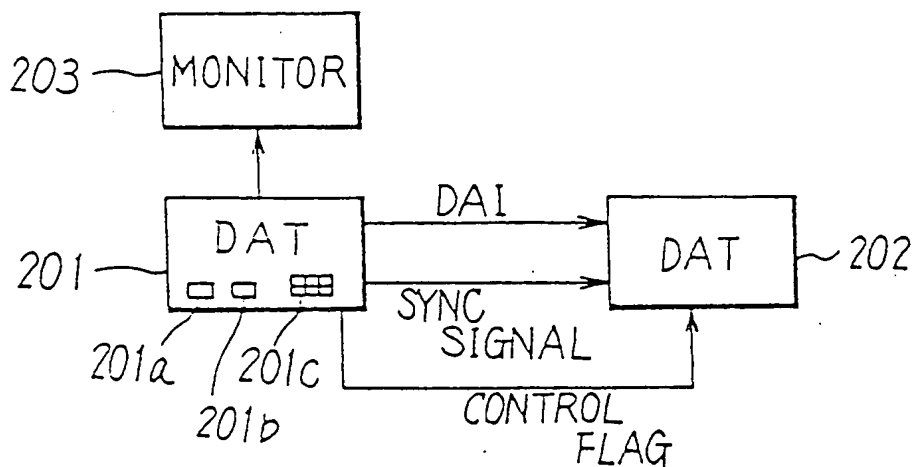 MONITOR
203
DAI
DAT
201
DAT
202
SYNC
SIGNAL
201a
201c
201b
CONTROL
FLAG